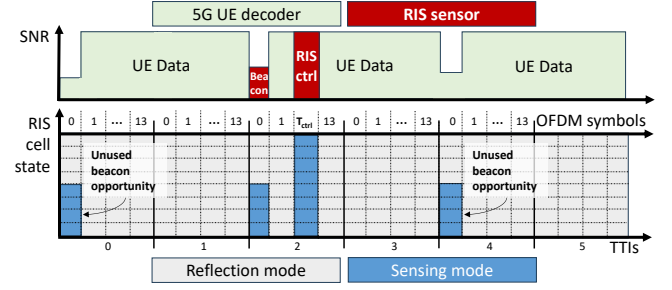 5G UE decoder RIS sensor
SNR
UE Data
Bea
con
RIS
ctrl
UE Data
UE Data
RIS
cell
state
0 1 ... 13 0 1 ... 13 0 1 Tctrl 13 0 1 ... 13 0 1 ... 13 OFDM symbols
Unused
beacon
opportunity
Unused
beacon
opportunity
0 1 2 3 4 5 TTIs
Reflection mode Sensing mode